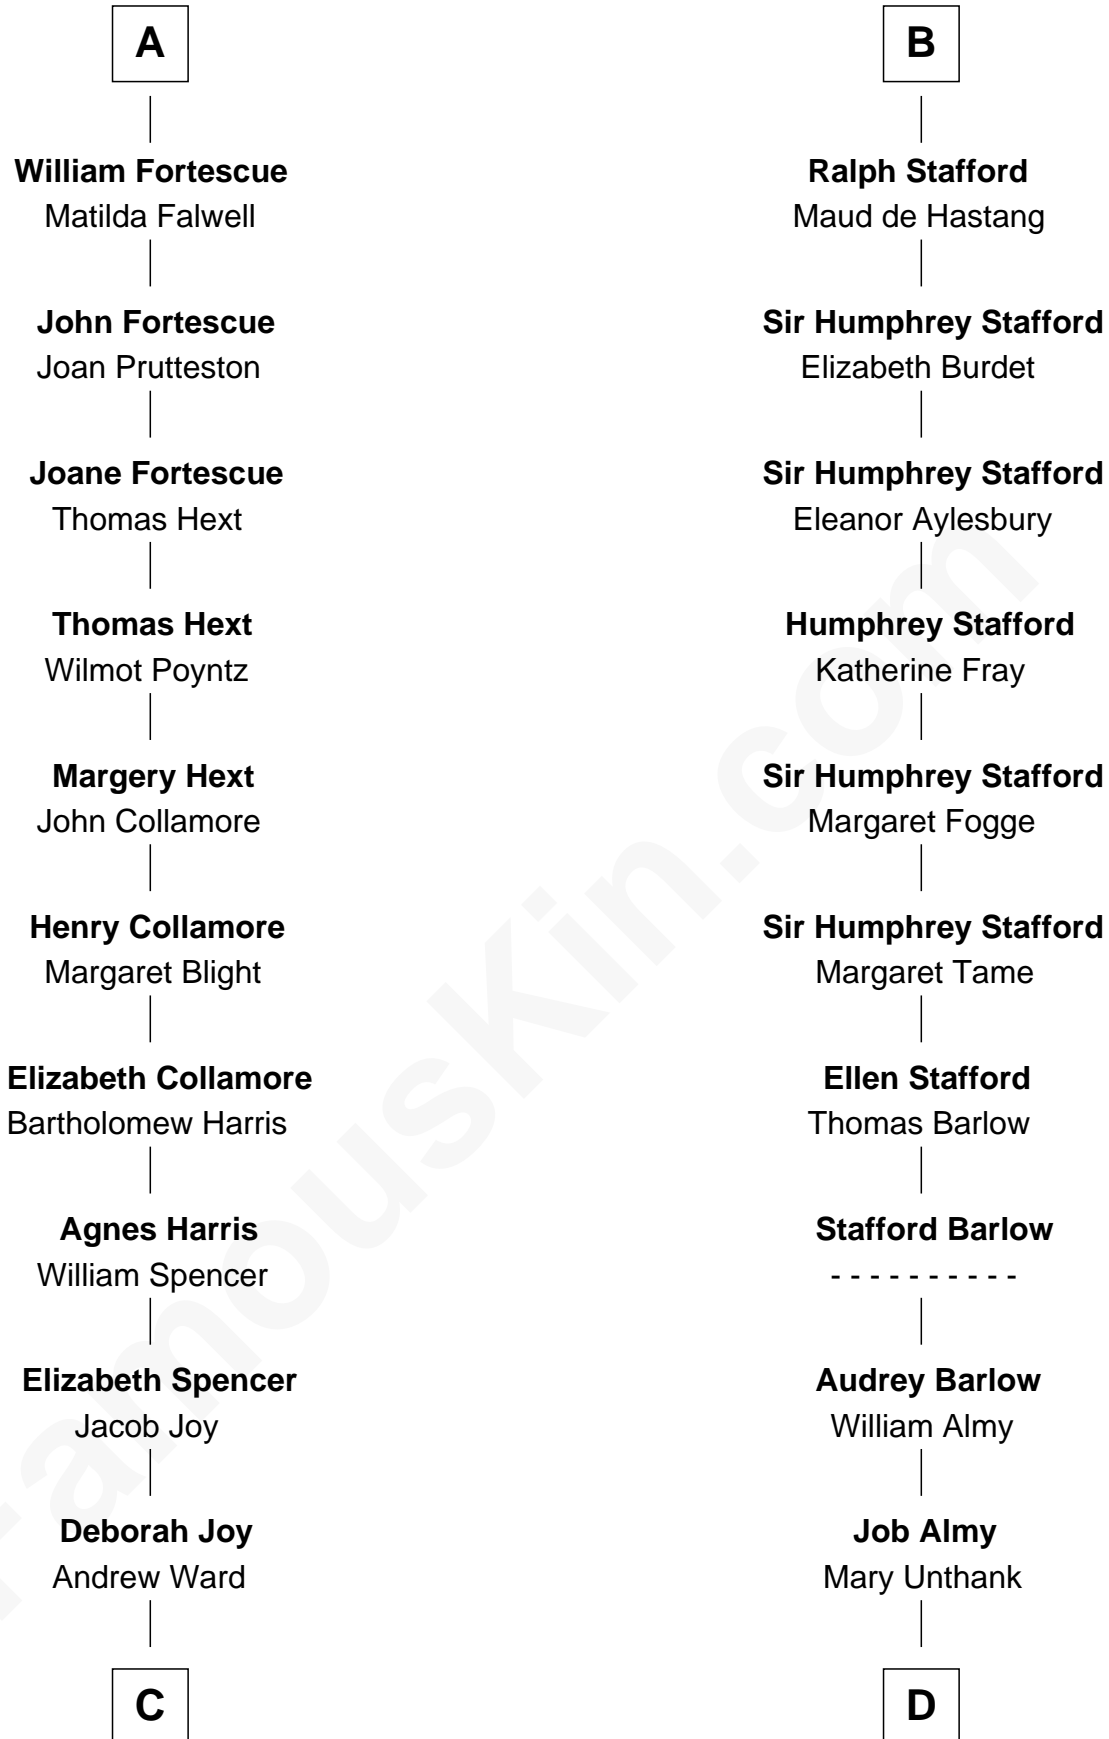 A
William Fortescue
Matilda Falwell
John Fortescue
Joan Prutteston
Joane Fortescue
Thomas Hext
Thomas Hext
Wilmot Poyntz
Margery Hext
John Collamore
Henry Collamore
Margaret Blight
Elizabeth Collamore
Bartholomew Harris
Agnes Harris
William Spencer
Elizabeth Spencer
Jacob Joy
Deborah Joy
Andrew Ward
C
B
Ralph Stafford
Maud de Hastang
Sir Humphrey Stafford
Elizabeth Burdet
Sir Humphrey Stafford
Eleanor Aylesbury
Humphrey Stafford
Katherine Fray
Sir Humphrey Stafford
Margaret Fogge
Sir Humphrey Stafford
Margaret Tame
Ellen Stafford
Thomas Barlow
Stafford Barlow
- - - - - - - - - -
Audrey Barlow
William Almy
Job Almy
Mary Unthank
D
FamousKin.com